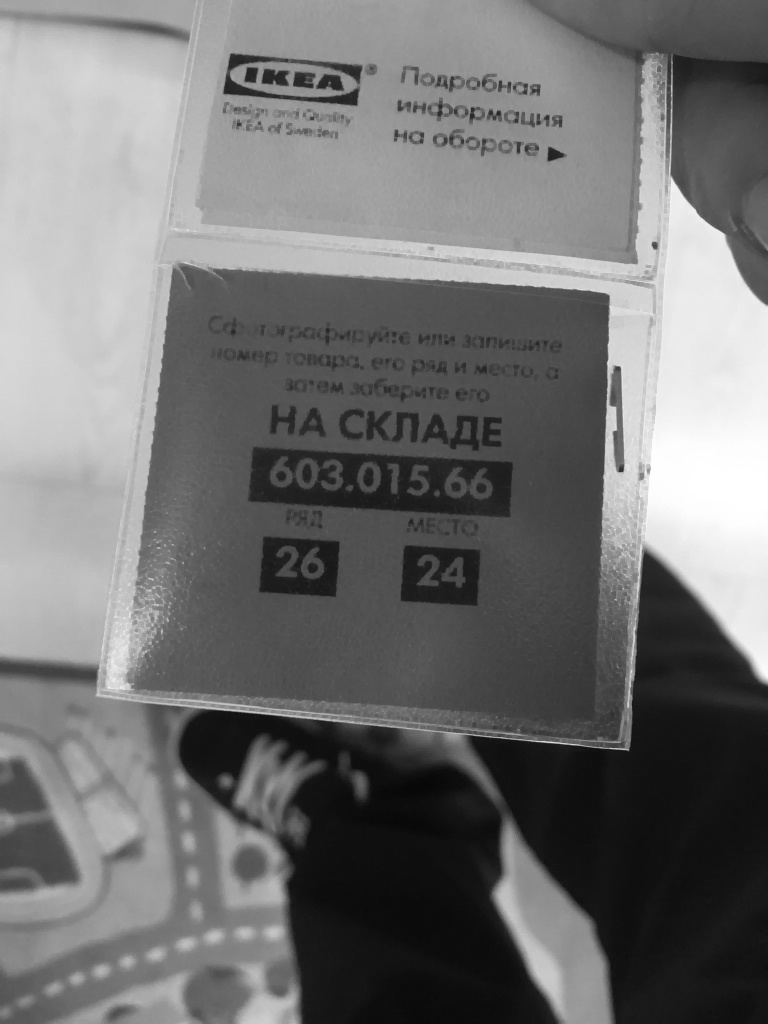 IKEA®
Design and Quality
IKEA of Sweden
Подробная
информация
на обороте ►
Сфотографируйте или запишите
номер товара, его ряд и место, а
затем заберите его
НА СКЛАДЕ
603.015.66
РЯД
МЕСТО
26
24